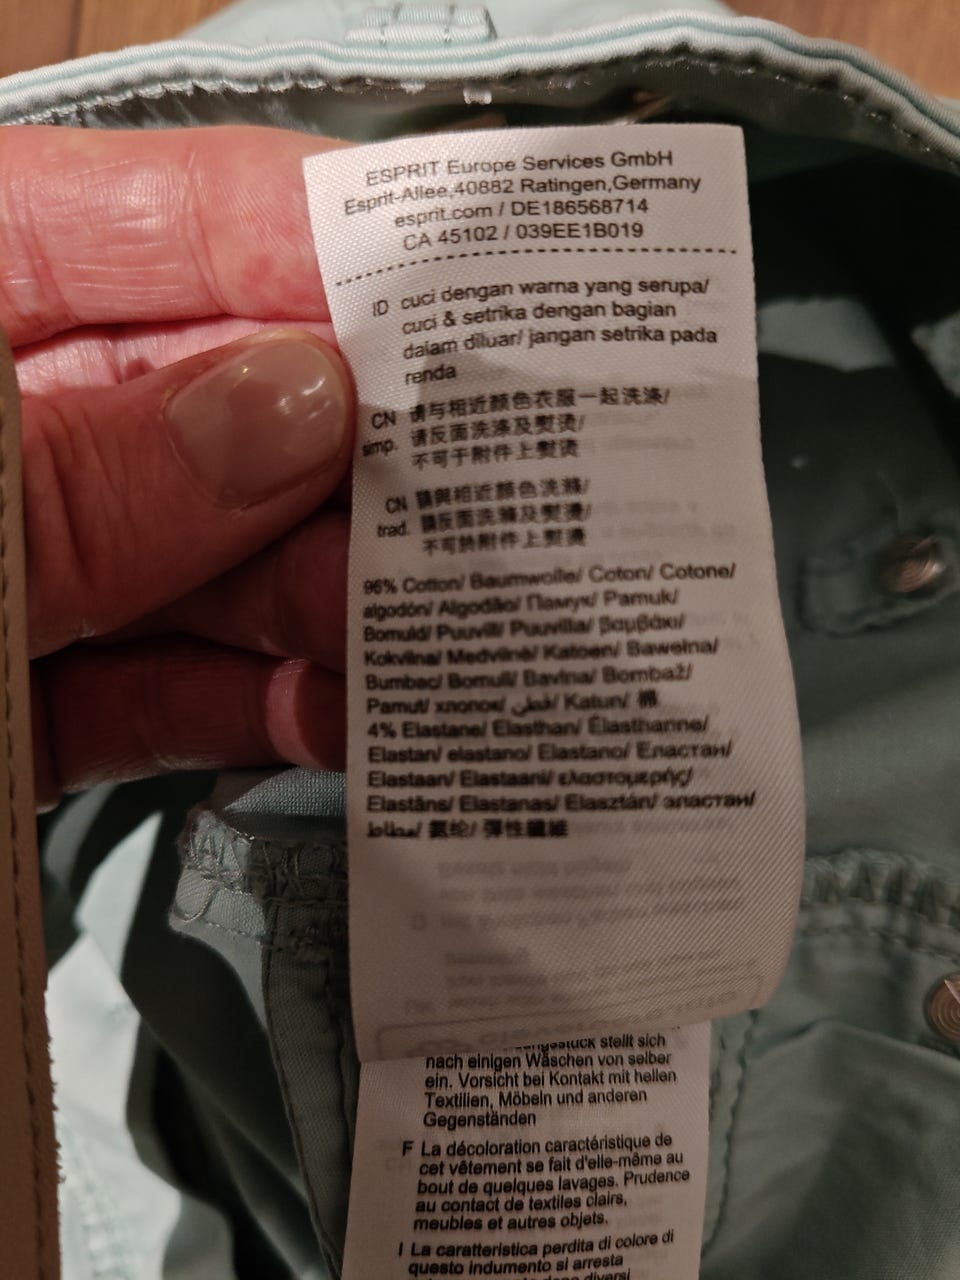 ESPRIT Europe Services GmbH
Esprit-Allee,40882 Ratingen,Germany
esprit.com / DE186568714
CA 45102 / 039EE1B019
ID cuci dengan warna yang serupa/
cuci & setrika dengan bagian
dalam diluar/ jangan setrika pada
renda
CN 请与相近颜色衣服一起洗涤/
simp. 请反面洗涤及熨烫/
不可于附件上熨烫
CN 請與相近顏色洗滌/
trad. 請反面洗滌及熨燙/
不可於附件上熨燙
96% Cotton/ Baumwolle/ Coton/ Cotone/
algodón/ Algodão/ Памук/ Pamuk/
Bomuld/ Puuvill/ Puuvilla/ βαμβάκι/
Kokvilna/ Medvilnė/ Katoen/ Bawełna/
Bumbac/ Bomull/ Bavlna/ Bombaž/
Pamut/ хлопок/ قطن/ Katun/ 棉
4% Elastane/ Elasthan/ Élasthanne/
Elastan/ elastano/ Elastano/ Еластан/
Elastaan/ Elastaani/ ελαστομερής/
Elastāns/ Elastanas/ Elasztán/ эластан/
مطاط/ 氨纶/ 彈性纖維
stellt sich
nach einigen Wäschen von selber
ein. Vorsicht bei Kontakt mit hellen
Textilien, Möbeln und anderen
Gegenständen
F La décoloration caractéristique de
cet vêtement se fait d'elle-même au
bout de quelques lavages. Prudence
au contact de textiles clairs,
meubles et autres objets.
I La caratteristica perdita di colore di
questo indumento si arresta